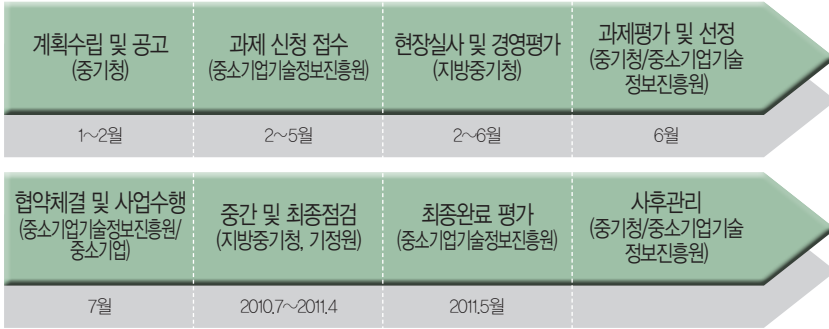 계획수립 및 공고
(중기청)
과제 신청 접수
(중소기업기술정보진흥원)
현장실사 및 경영평가
(지방중기청)
과제평가 및 선정
(중기청/중소기업기술
정보진흥원)
1~2월
2~5월
2~6월
6월
협약체결 및 사업수행
(중소기업기술정보진흥원/
중소기업)
중간 및 최종점검
(지방중기청, 기정원)
최종완료 평가
(중소기업기술정보진흥원)
사후관리
(중기청/중소기업기술
정보진흥원)
7월
2010.7~2011.4
2011.5월